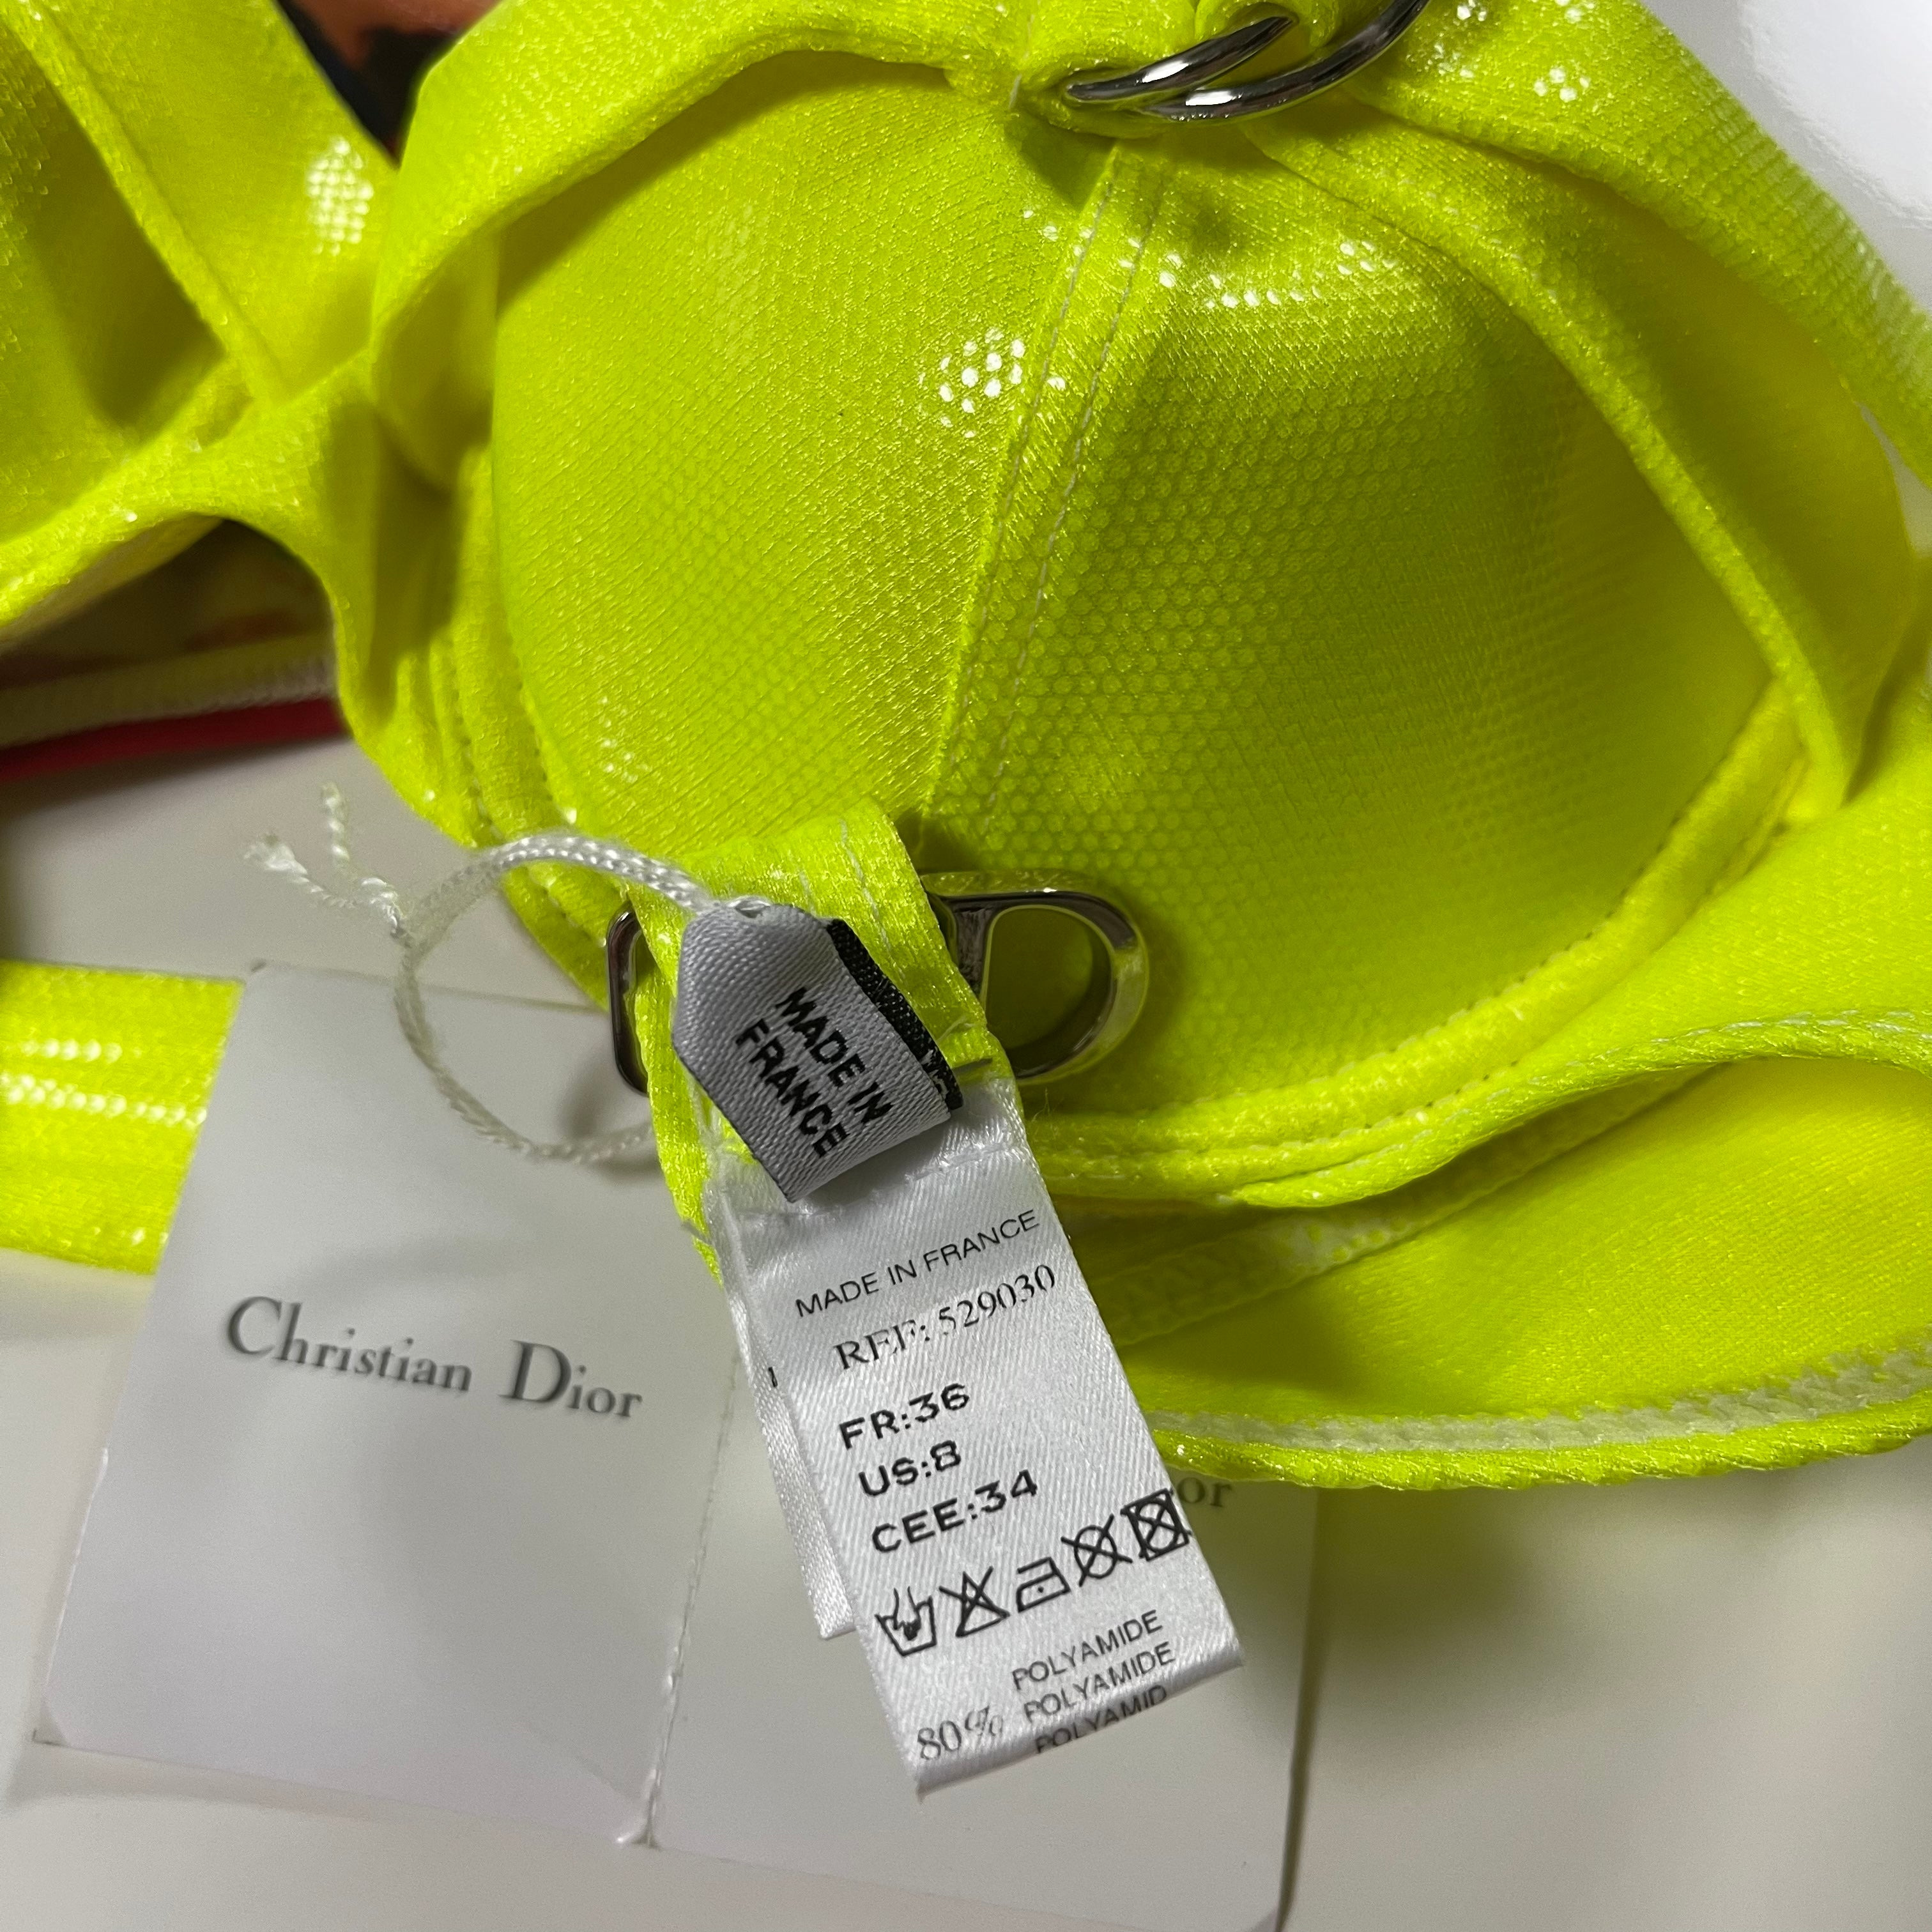 MADE IN
FRANCE
MADE IN FRANCE
REF: 529030
FR:36
US:8
CEE:34
POLYAMIDE
80% POLYAMIDE
POLYAMID
Christian Dior
or